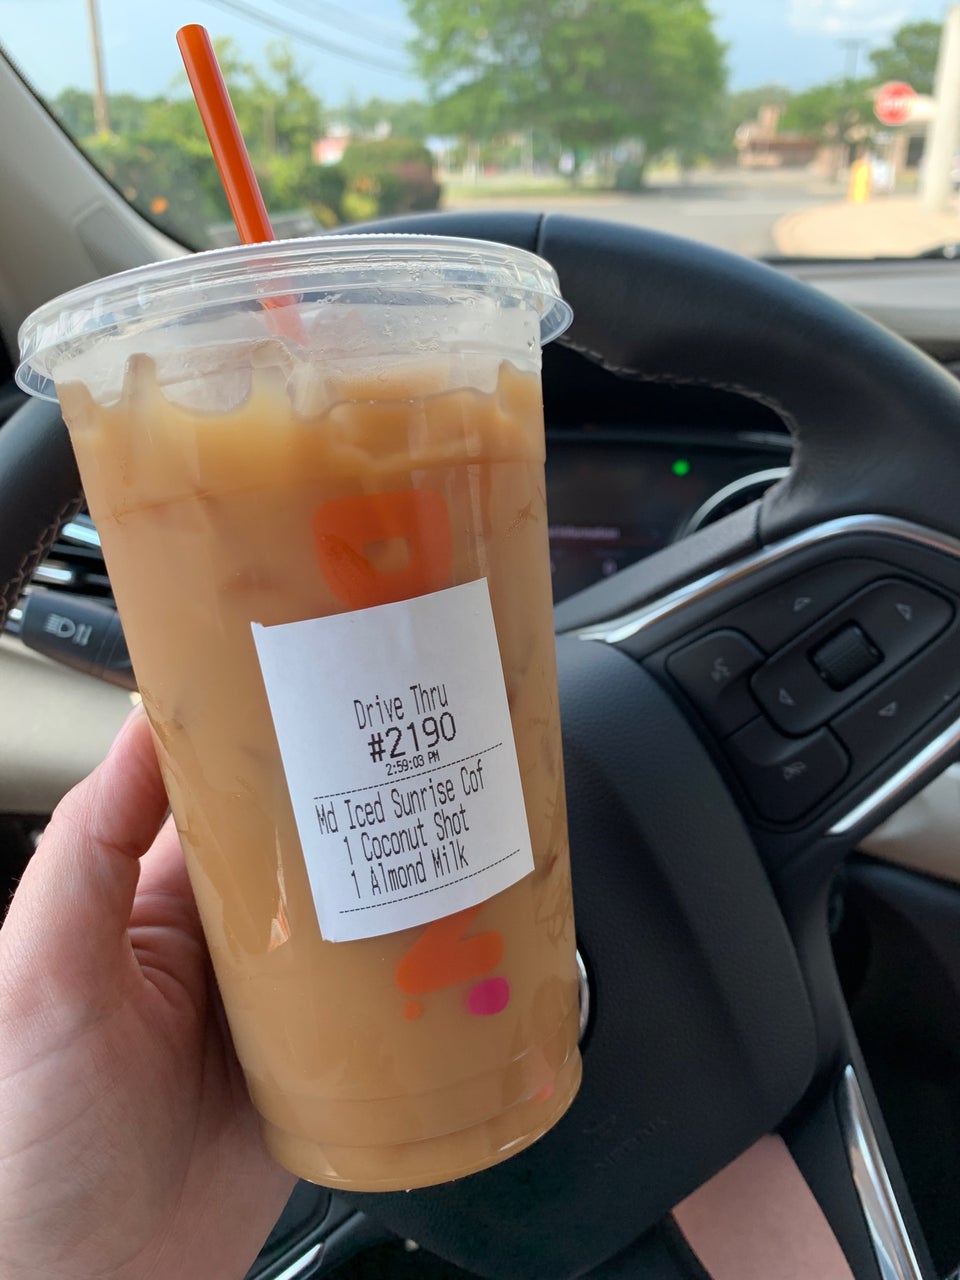 Drive Thru
#2190
2:59:03 PM
Md Iced Sunrise Cof
1 Coconut Shot
1 Almond Milk